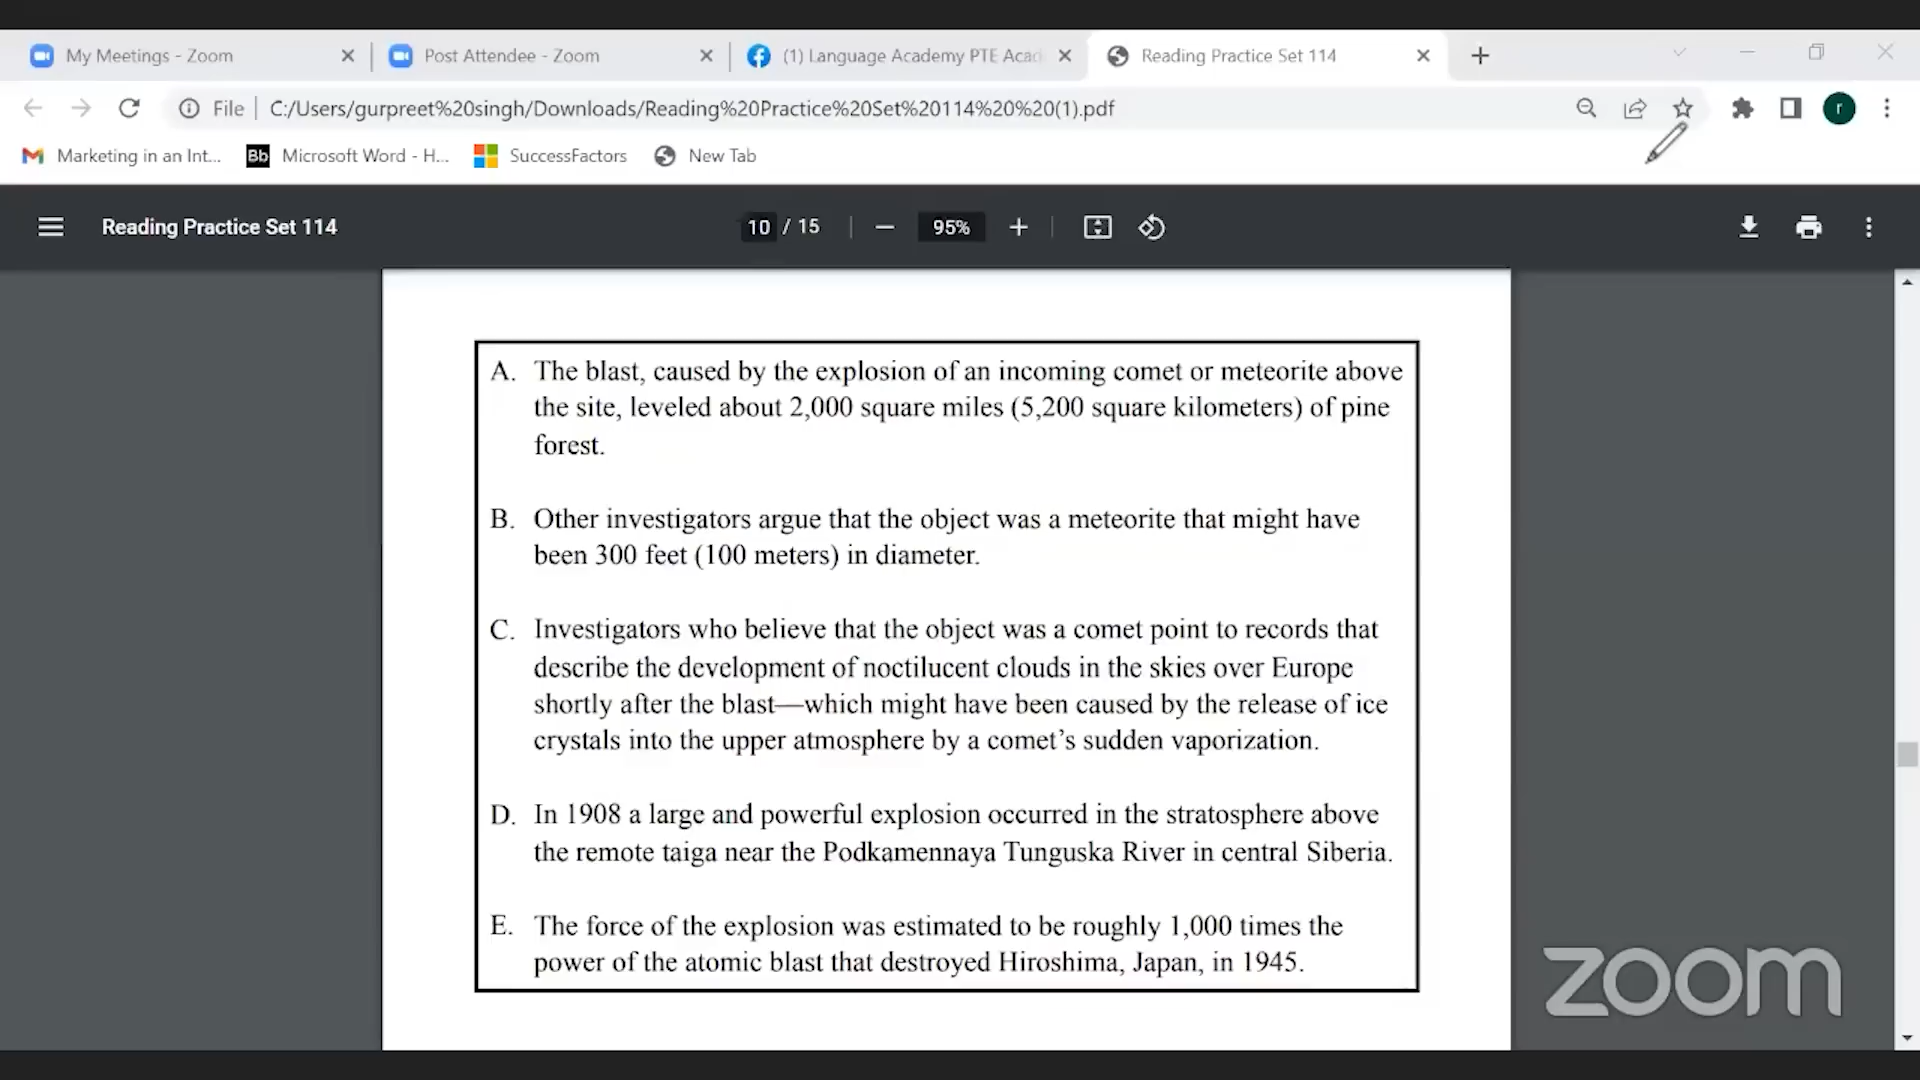 My Meetings - Zoom
Post Attendee - Zoom
(1) Language Academy PTE Acad
Reading Practice Set 114
File
C:/Users/gurpreet%20singh/Downloads/Reading%20Practice%20Set%20114%20%20(1).pdf
r
Marketing in an Int...
Bb
Microsoft Word - H...
SuccessFactors
New Tab
Reading Practice Set 114
10 / 15
95%
A. The blast, caused by the explosion of an incoming comet or meteorite above
the site, leveled about 2,000 square miles (5,200 square kilometers) of pine
forest.
B. Other investigators argue that the object was a meteorite that might have
been 300 feet (100 meters) in diameter.
C. Investigators who believe that the object was a comet point to records that
describe the development of noctilucent clouds in the skies over Europe
shortly after the blast—which might have been caused by the release of ice
crystals into the upper atmosphere by a comet’s sudden vaporization.
D. In 1908 a large and powerful explosion occurred in the stratosphere above
the remote taiga near the Podkamennaya Tunguska River in central Siberia.
E. The force of the explosion was estimated to be roughly 1,000 times the
power of the atomic blast that destroyed Hiroshima, Japan, in 1945.
zoom